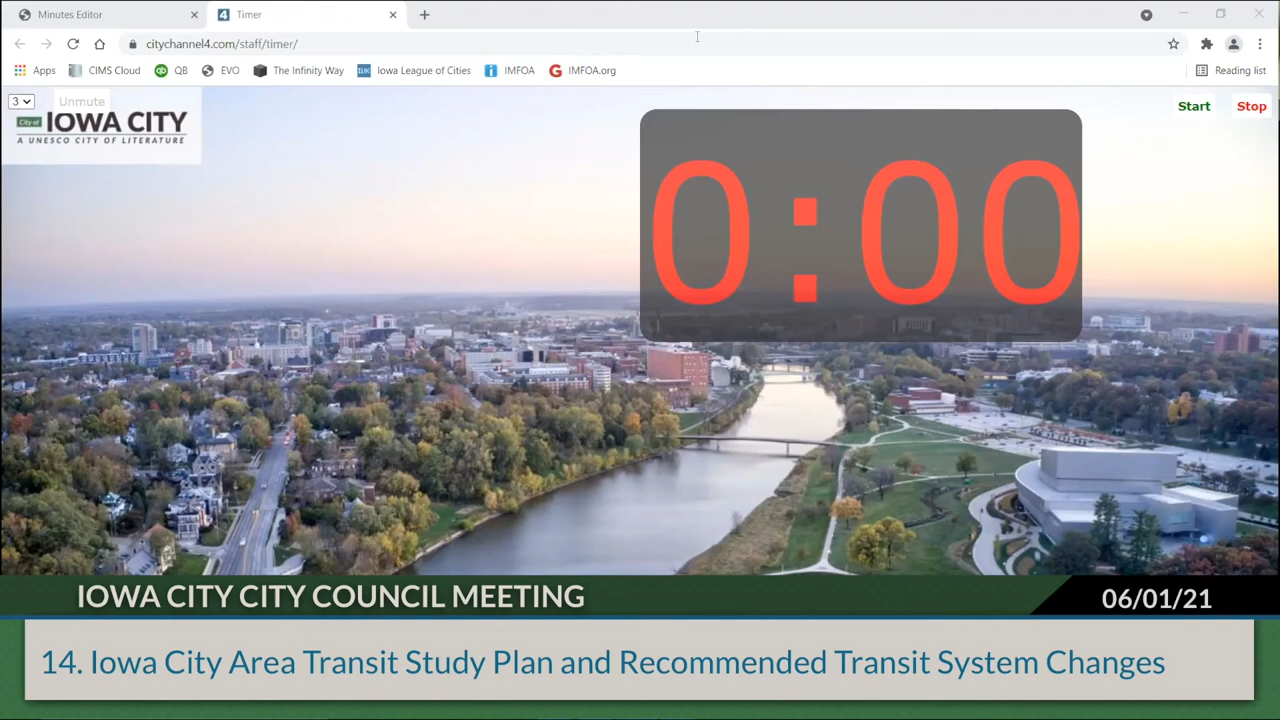 Minutes Editor
Timer
citychannel4.com/staff/timer/
Apps CIMS Cloud QB EVO The Infinity Way Iowa League of Cities IMFOA IMFOA.org Reading list
3 Unmute Start Stop
City of IOWA CITY
A UNESCO CITY OF LITERATURE
0:00
IOWA CITY CITY COUNCIL MEETING 06/01/21
14. Iowa City Area Transit Study Plan and Recommended Transit System Changes